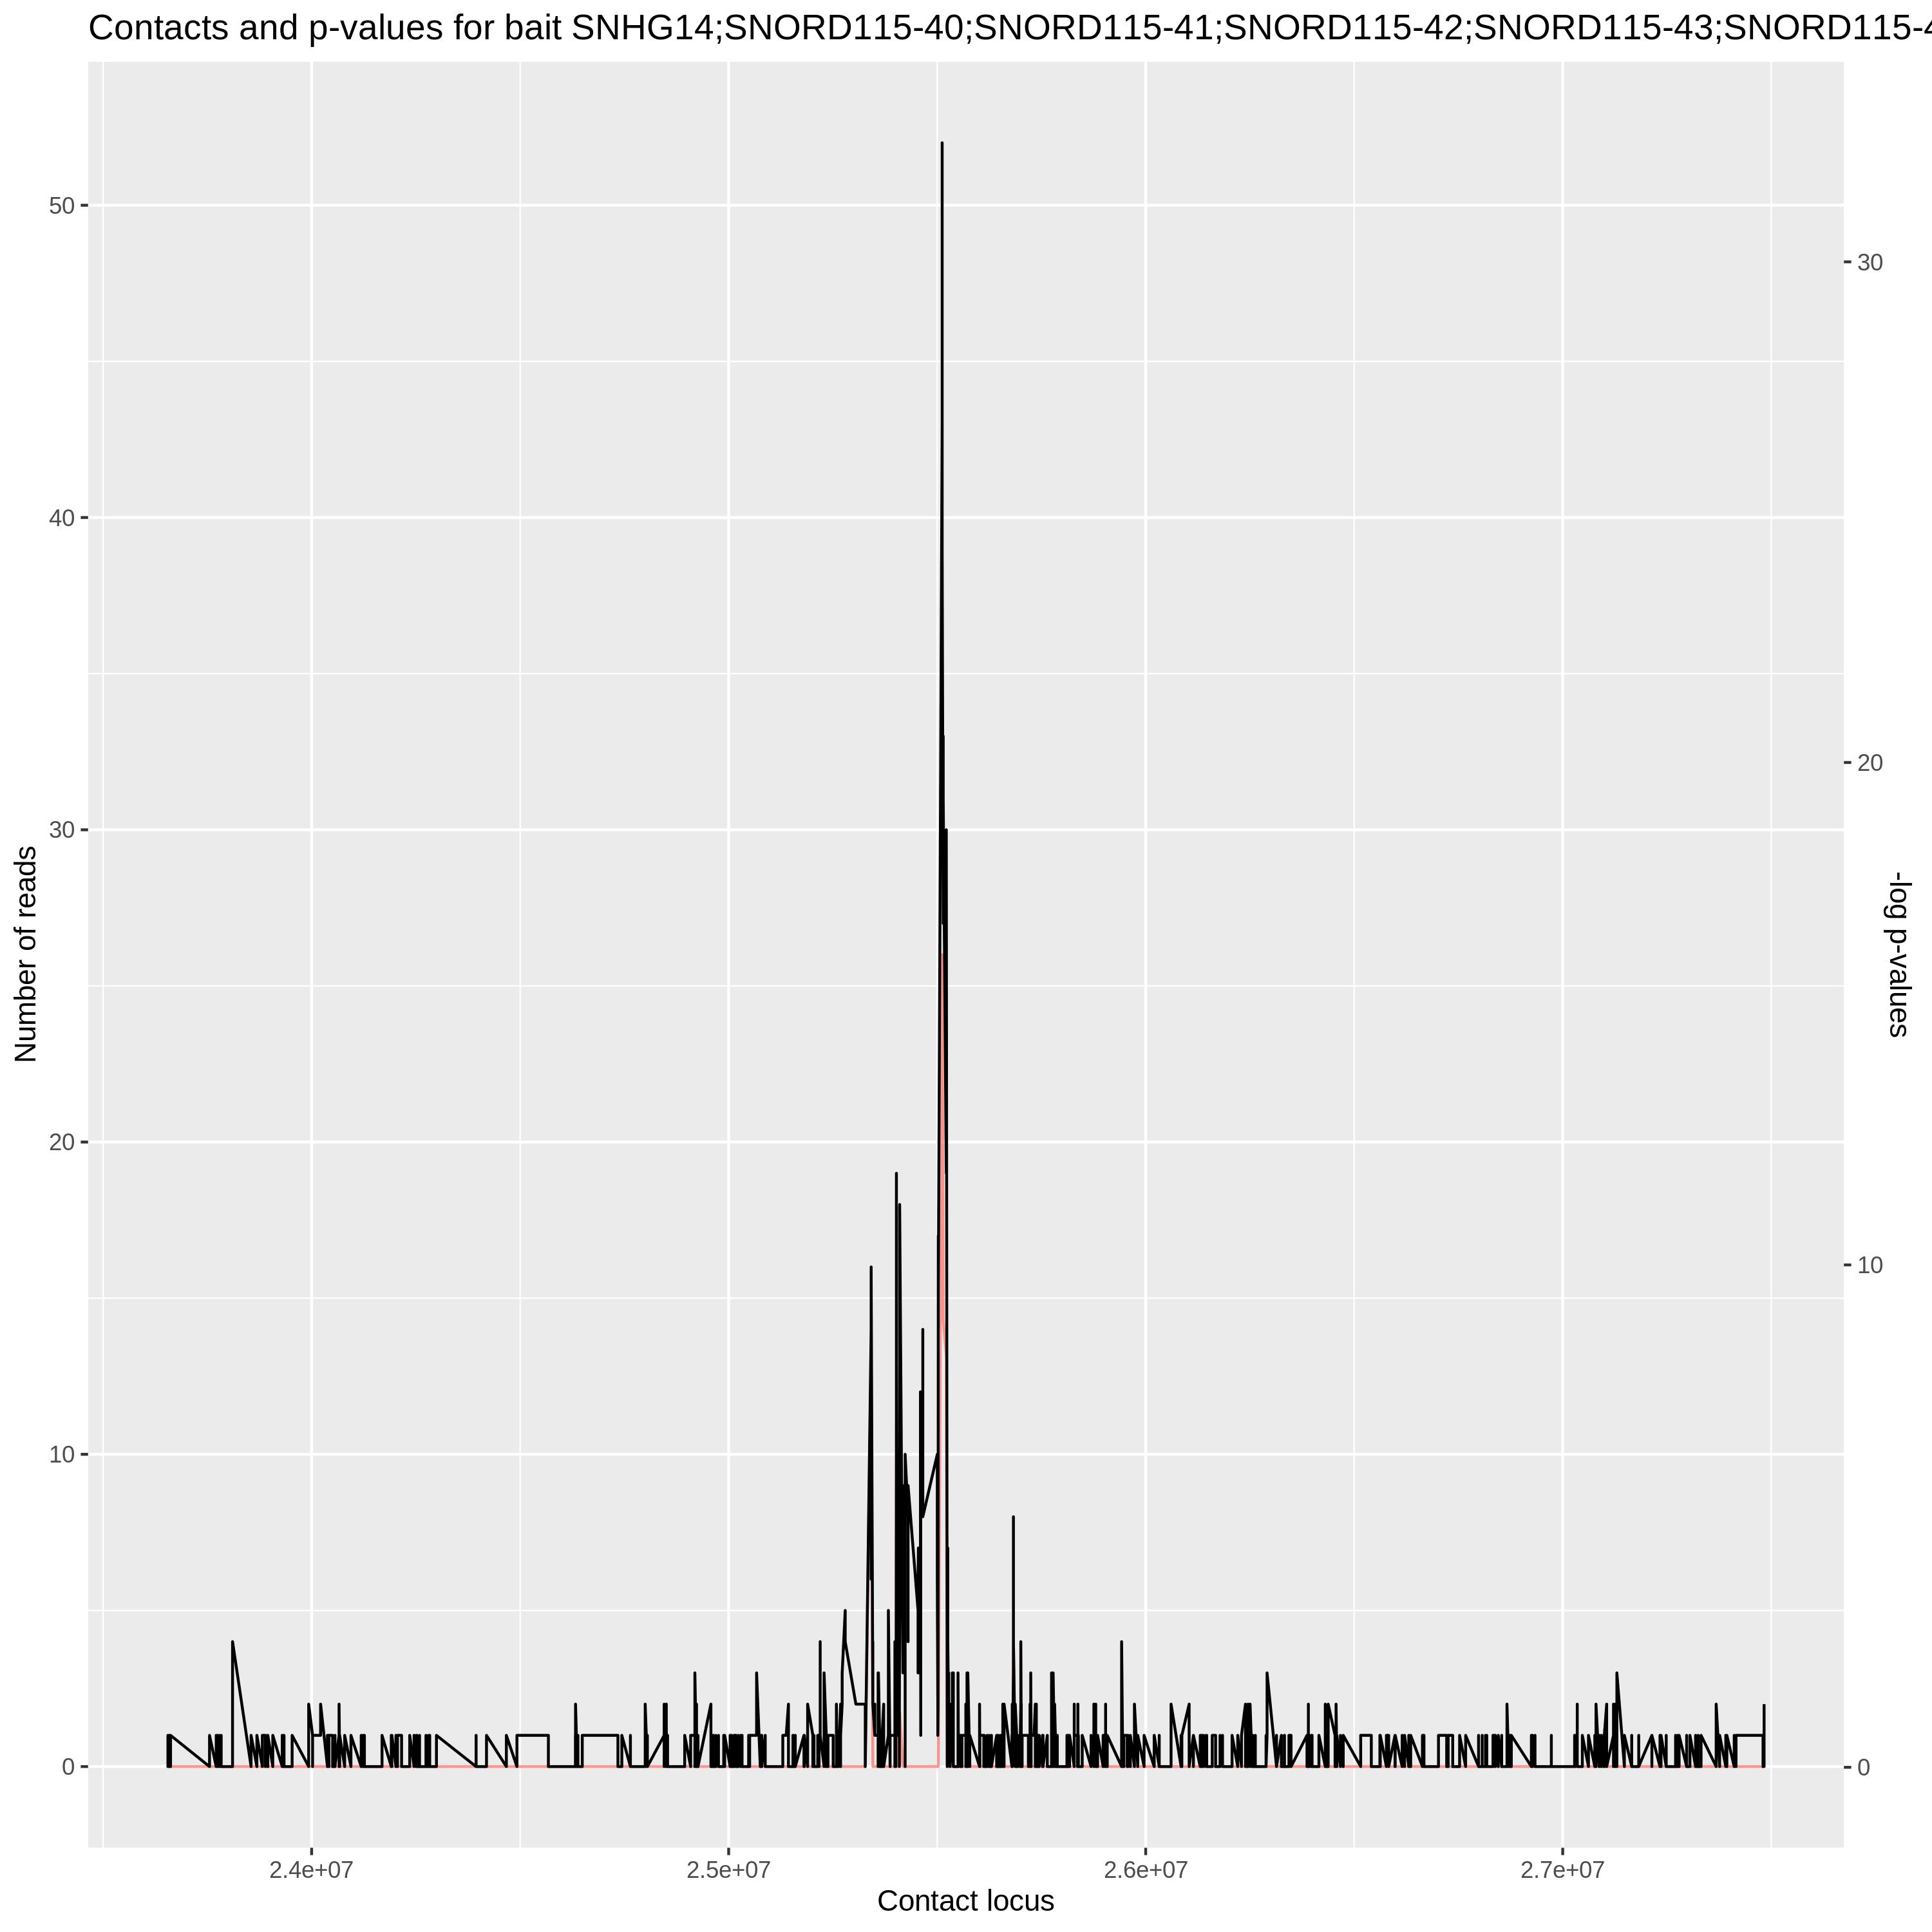 Contacts and p-values for bait SNHG14;SNORD115-40;SNORD115-41;SNORD115-42;SNORD115-43;SNORD115-4
50
40
30
20
10
0
Number of reads
30
20
10
0
-log p-values
2.4e+07 2.5e+07 2.6e+07 2.7e+07
Contact locus